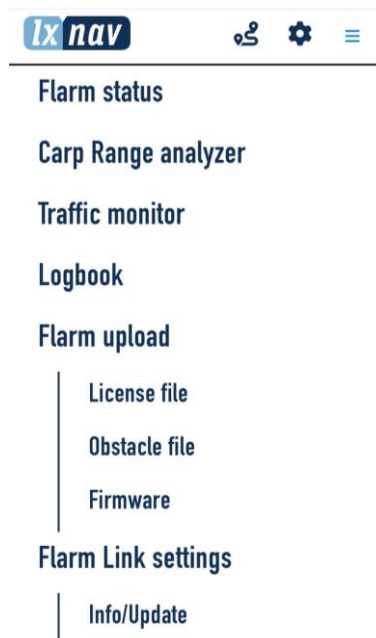 lx nav
Flarm status
Carp Range analyzer
Traffic monitor
Logbook
Flarm upload
License file
Obstacle file
Firmware
Flarm Link settings
Info/Update